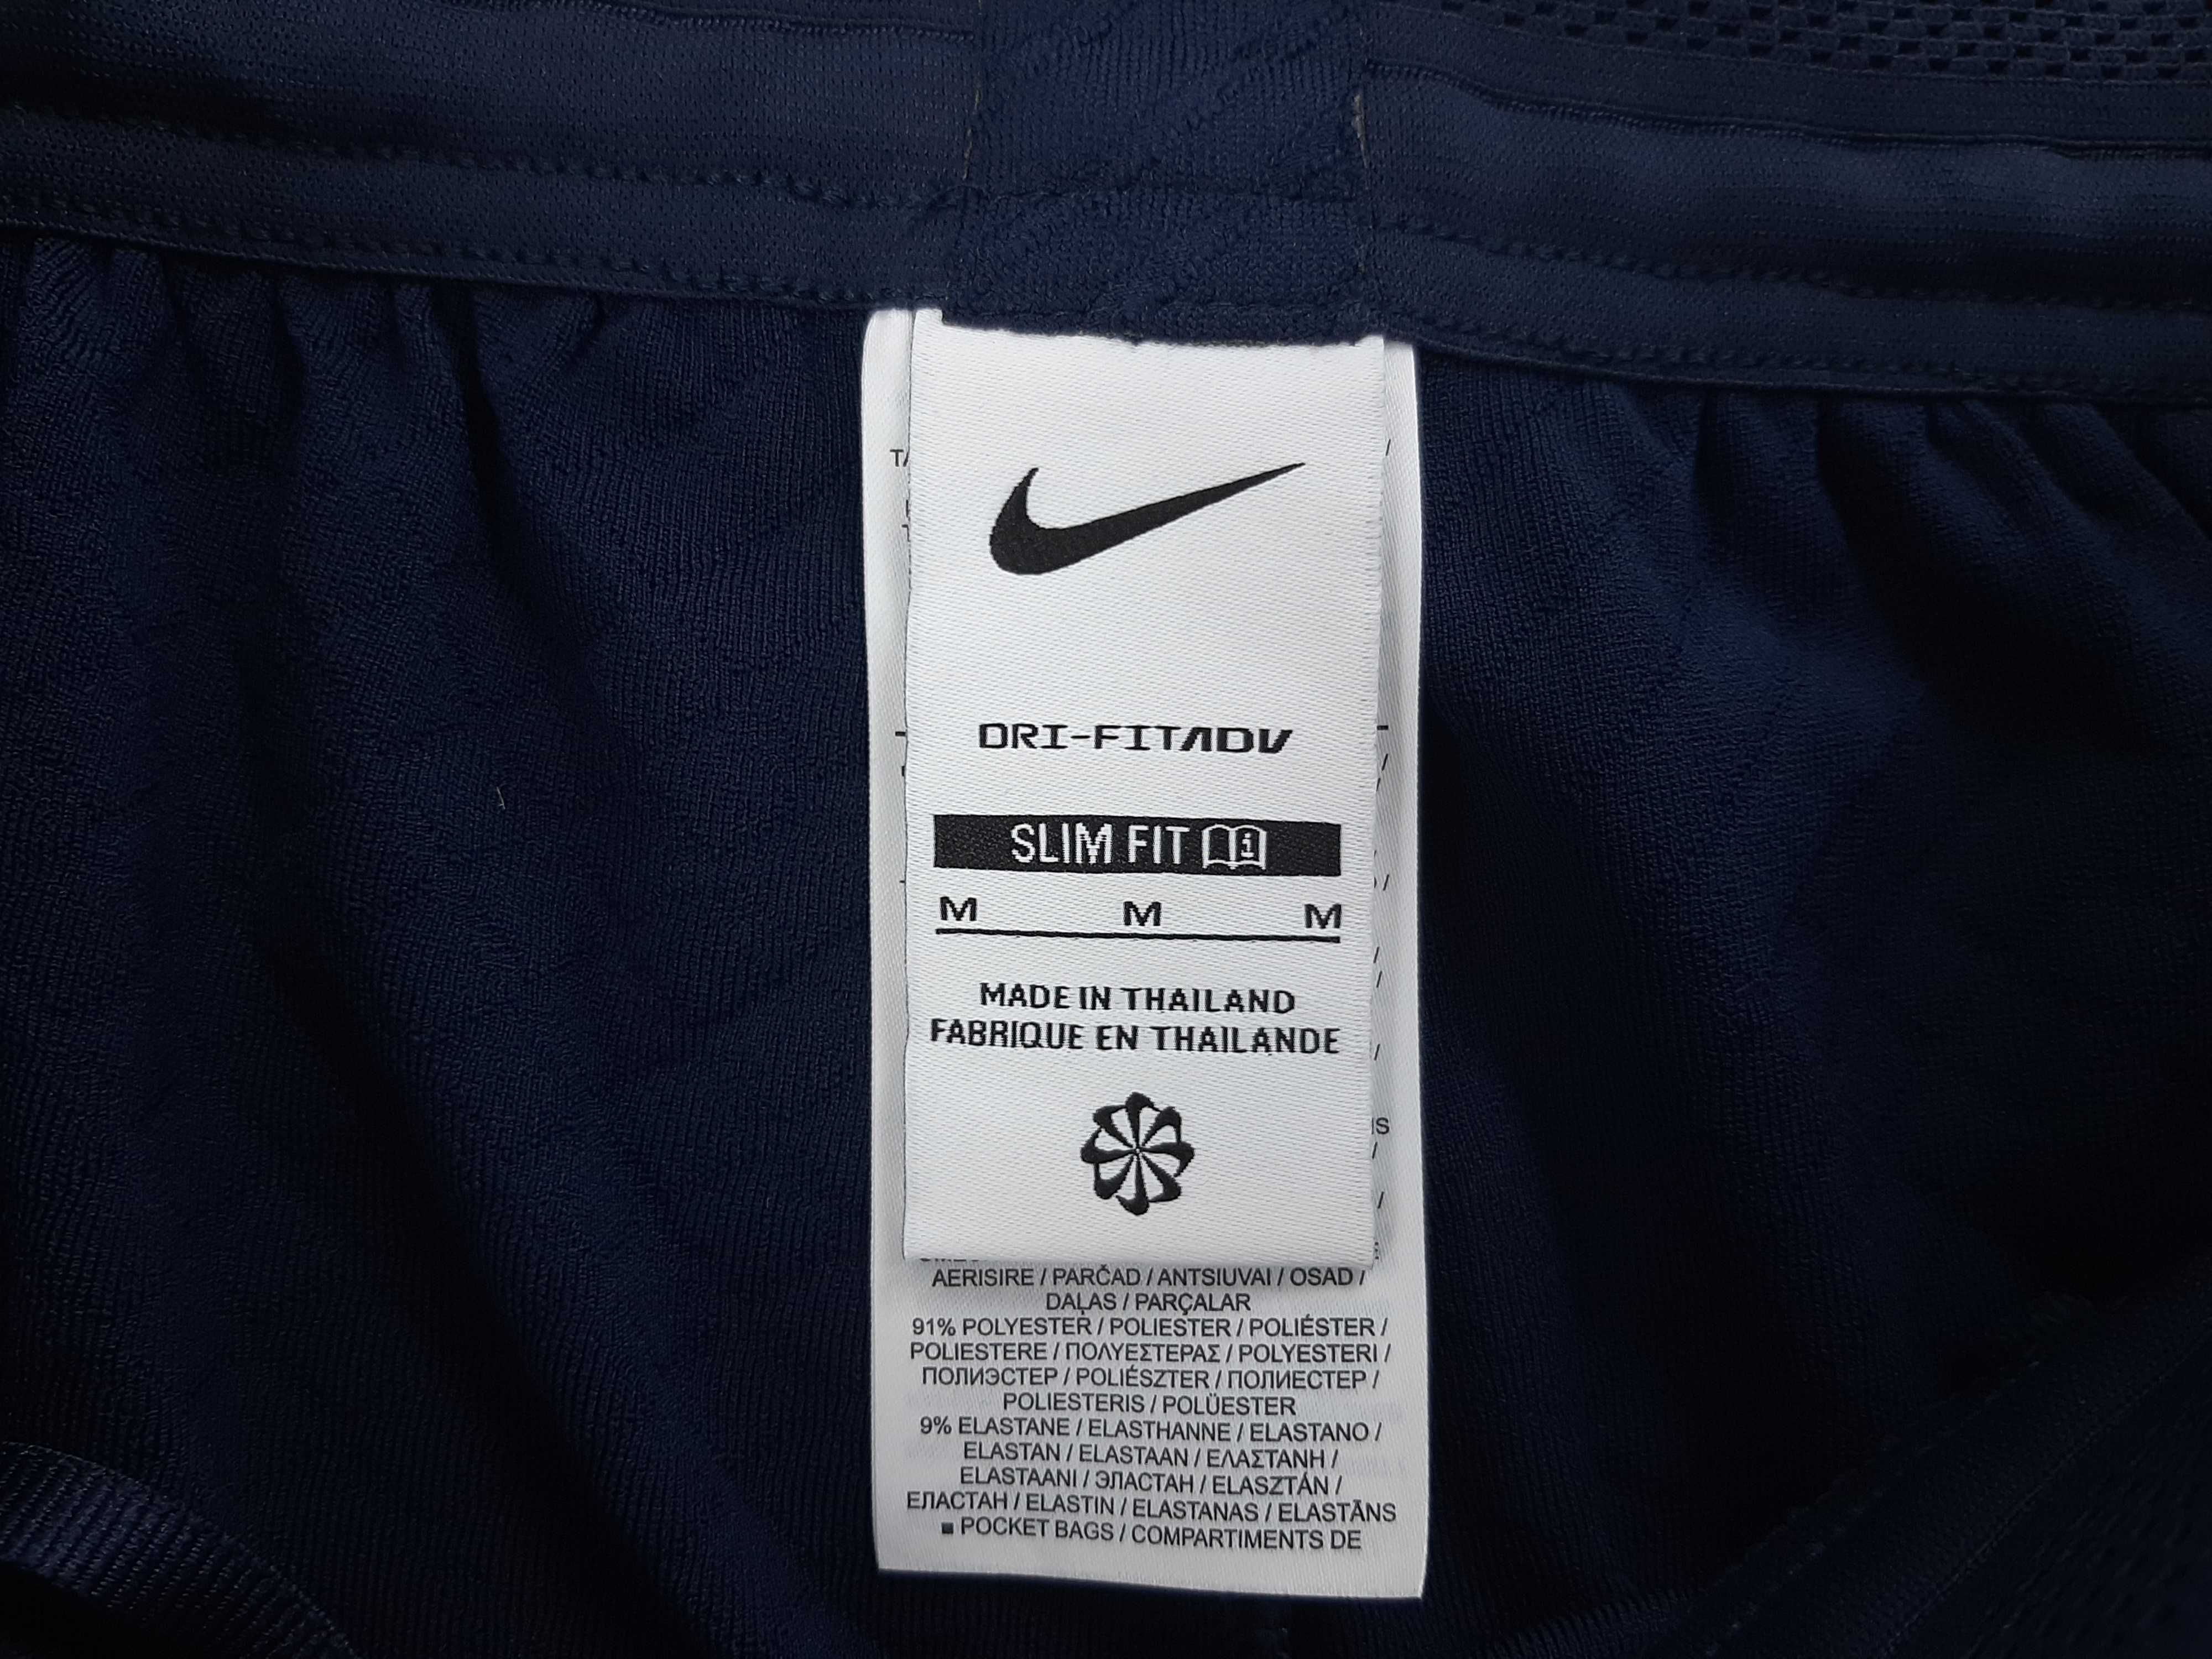 DRI-FIT ADV
SLIM FIT
M M M
MADE IN THAILAND
FABRIQUE EN THAILANDE
AERISIRE / PARČAD / ANTSIUVAI / OSAD /
DAĻAS / PARÇALAR
91% POLYESTER / POLIESTER / POLIÉSTER /
POLIESTERE / ΠΟΛΥΕΣΤΕΡΑΣ / POLYESTERI /
ПОЛИЭСТЕР / POLIÉSZTER / ПОЛИЕСТЕР /
POLIESTERIS / POLÜESTER
9% ELASTANE / ELASTHANNE / ELASTANO /
ELASTAN / ELASTAAN / ΕΛΑΣΤΑΝΗ /
ELASTAANI / ЭЛАСТАН / ELASZTÁN /
ЕЛАСТАН / ELASTIN / ELASTANAS / ELASTĀNS
■ POCKET BAGS / COMPARTIMENTS DE